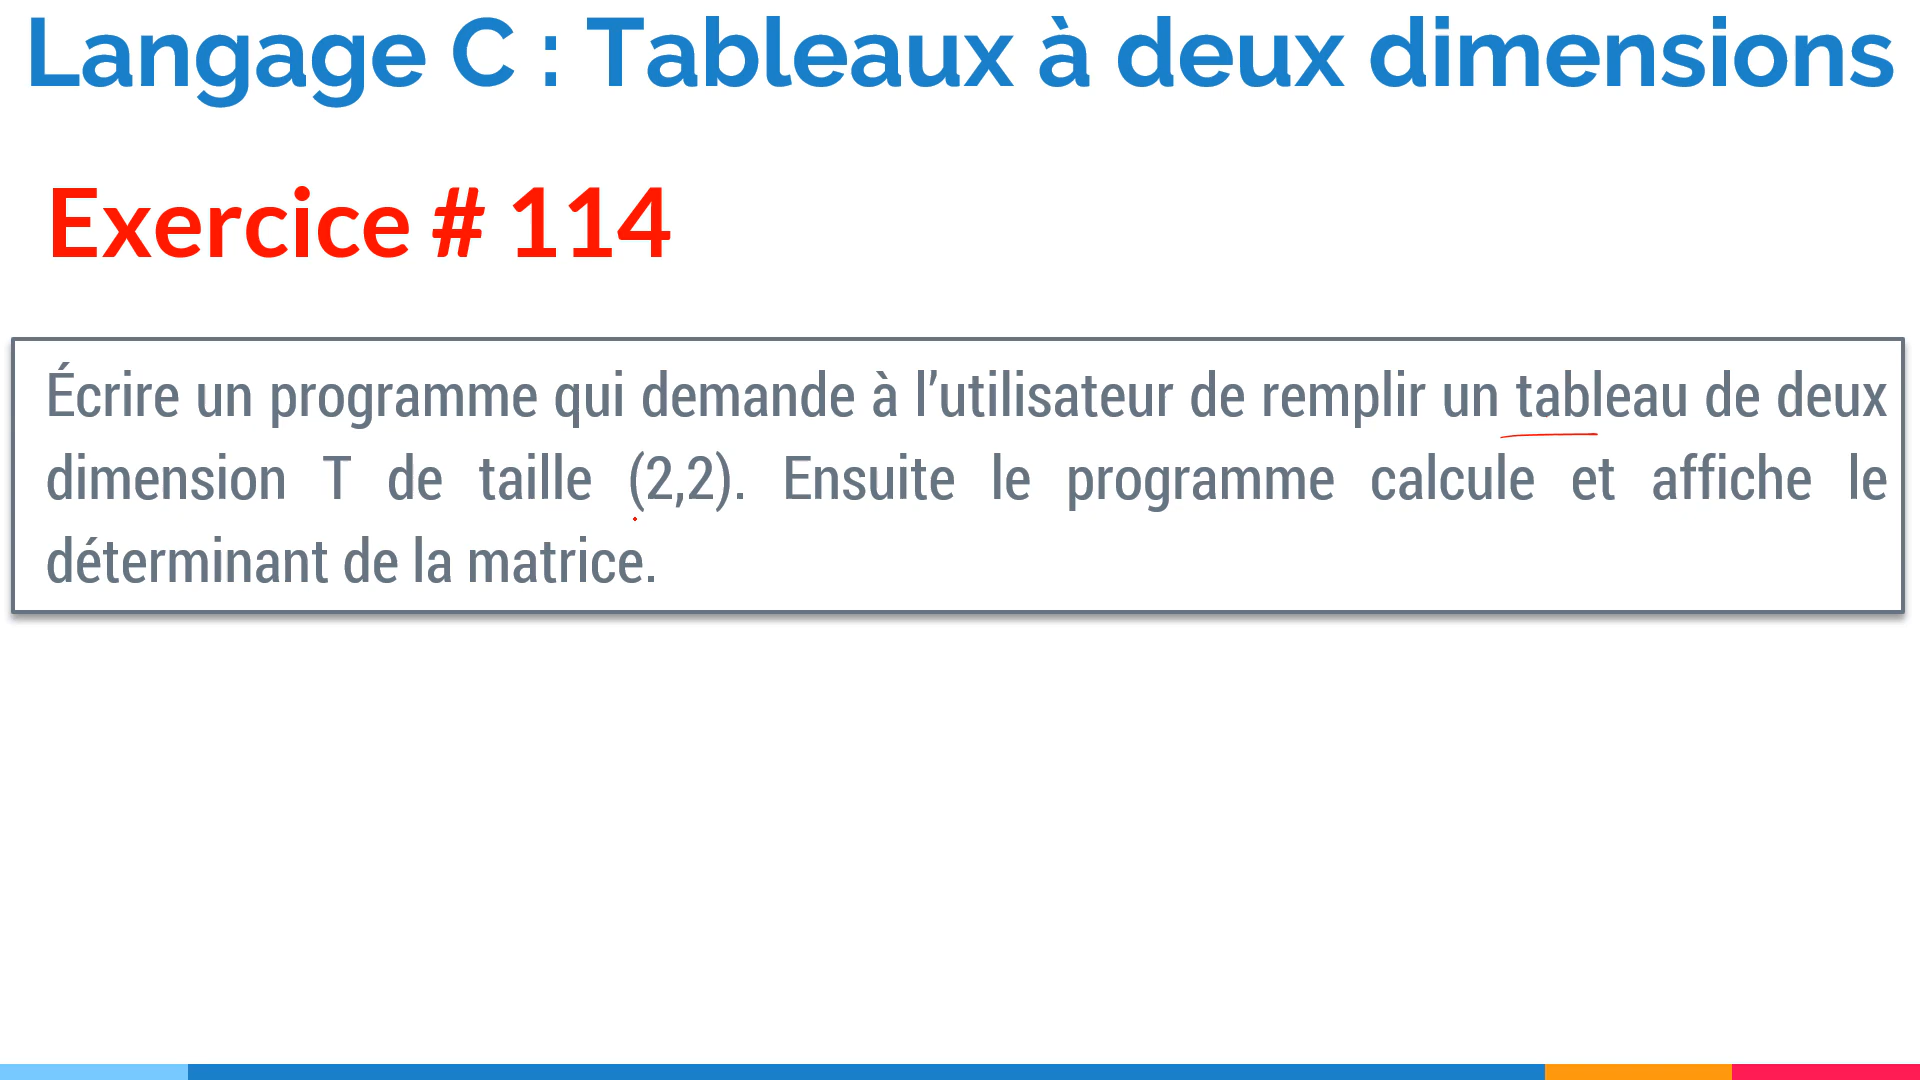 Langage C : Tableaux à deux dimensions
Exercice # 114
Écrire un programme qui demande à l’utilisateur de remplir un tableau de deux
dimension T de taille (2,2). Ensuite le programme calcule et affiche le
déterminant de la matrice.